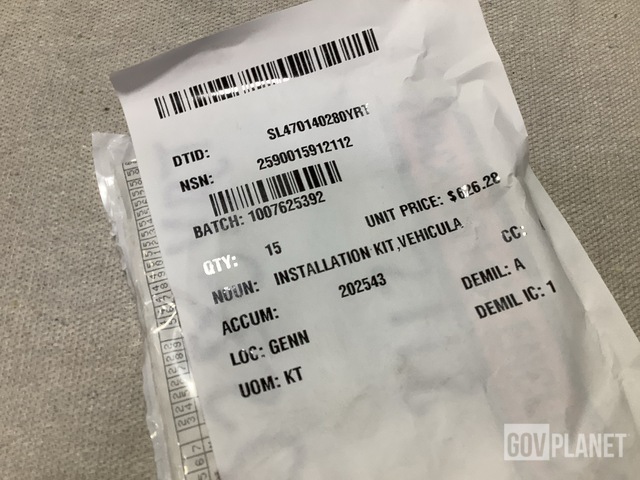 DTID: SL470140280YRT
NSN: 2590015912112
BATCH: 1007625392
QTY: 15 UNIT PRICE: $626.28
NOUN: INSTALLATION KIT,VEHICULA CC:
ACCUM: 202543 DEMIL: A
LOC: GENN DEMIL IC: 1
UOM: KT
GOVPLANET